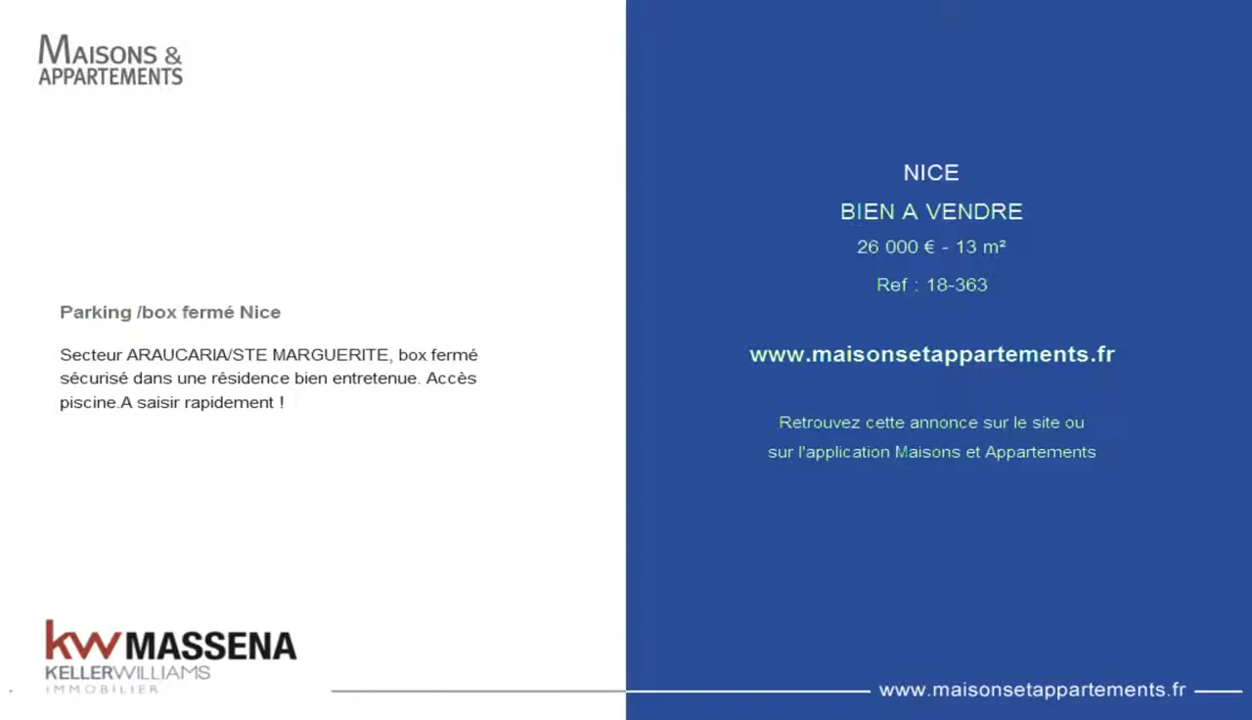 MAISONS &
APPARTEMENTS
Parking /box fermé Nice
Secteur ARAUCARIA/STE MARGUERITE, box fermé
sécurisé dans une résidence bien entretenue. Accès
piscine.A saisir rapidement !
kw MASSENA
KELLERWILLIAMS
IMMOBILIER
NICE
BIEN A VENDRE
26 000 € - 13 m²
Ref : 18-363
www.maisonsetappartements.fr
Retrouvez cette annonce sur le site ou
sur l'application Maisons et Appartements
www.maisonsetappartements.fr